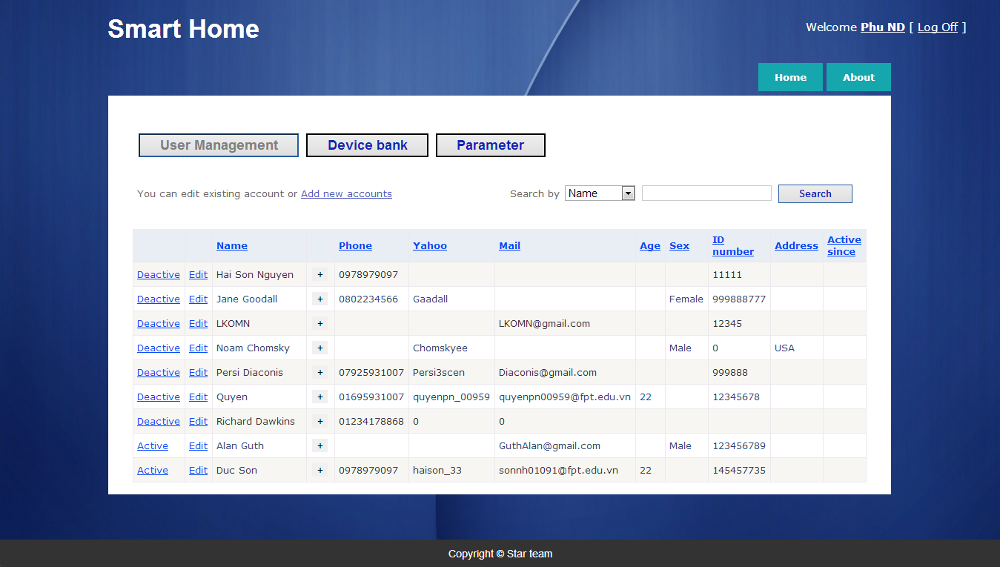 Smart Home
Welcome Phu ND [ Log Off ]
Home About
User Management Device bank Parameter
You can edit existing account or Add new accounts Search by Name Search
Name Phone Yahoo Mail Age Sex ID number Address Active since
Deactive Edit Hai Son Nguyen + 0978979097 11111
Deactive Edit Jane Goodall + 0802234566 Gaadall Female 999888777
Deactive Edit LKOMN + LKOMN@gmail.com 12345
Deactive Edit Noam Chomsky + Chomskyee Male 0 USA
Deactive Edit Persi Diaconis + 07925931007 Persi3scen Diaconis@gmail.com 999888
Deactive Edit Quyen + 01695931007 quyenpn_00959 quyenpn00959@fpt.edu.vn 22 12345678
Deactive Edit Richard Dawkins + 01234178868 0 0
Active Edit Alan Guth + GuthAlan@gmail.com Male 123456789
Active Edit Duc Son + 0978979097 haison_33 sonnh01091@fpt.edu.vn 22 145457735
Copyright © Star team